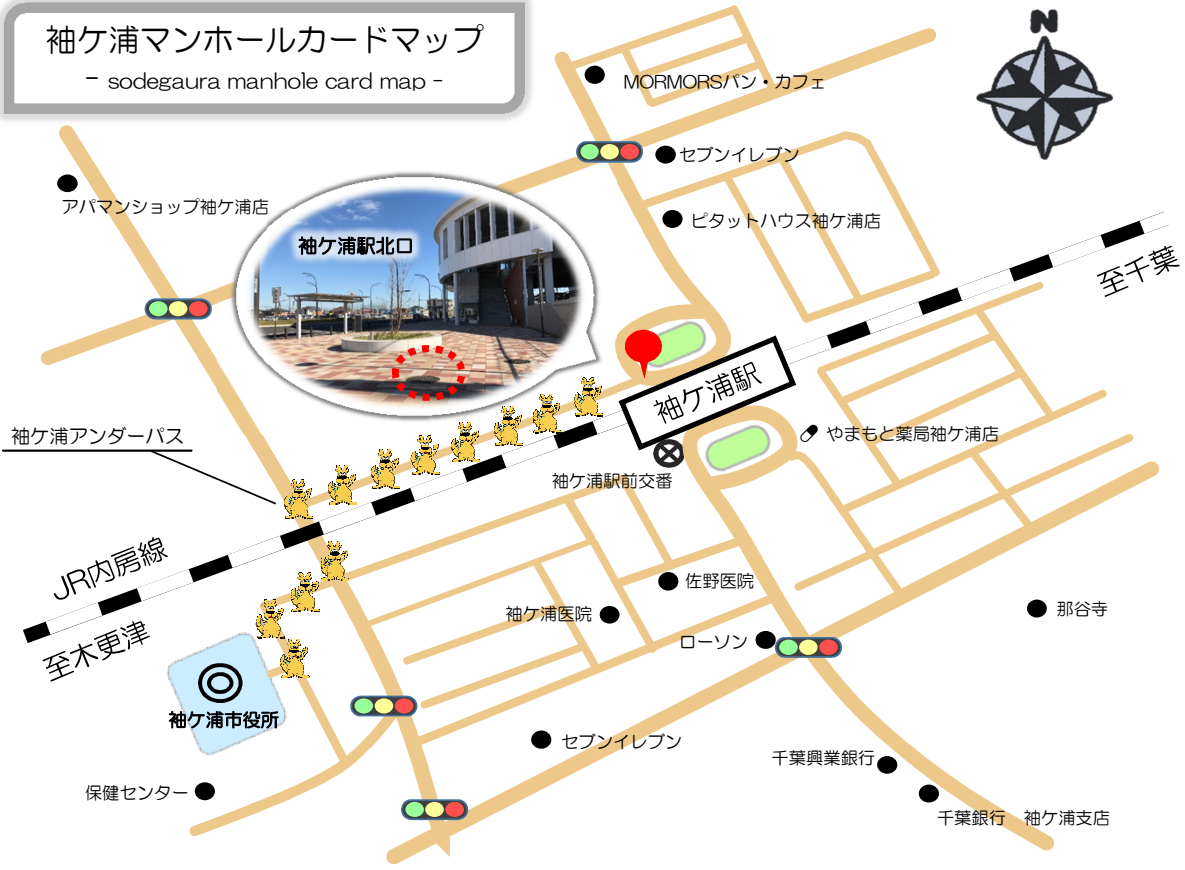 袖ケ浦マンホールカードマップ
- sodegaura manhole card map -
N
MORMORSパン・カフェ
セブンイレブン
アパマンショップ袖ケ浦店
ピタットハウス袖ケ浦店
袖ケ浦駅北口
至千葉
袖ケ浦駅
袖ケ浦アンダーパス
やまもと薬局袖ケ浦店
袖ケ浦駅前交番
JR内房線
佐野医院
袖ケ浦医院
那谷寺
至木更津
ローソン
袖ケ浦市役所
セブンイレブン
千葉興業銀行
保健センター
千葉銀行　袖ケ浦支店